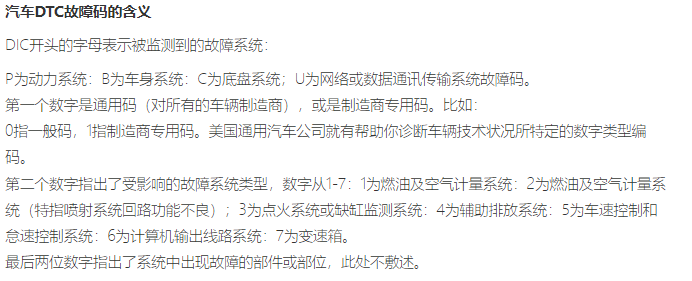 汽车DTC故障码的含义
DIC开头的字母表示被监测到的故障系统：
P为动力系统：B为车身系统：C为底盘系统；U为网络或数据通讯传输系统故障码。
第一个数字是通用码（对所有的车辆制造商），或是制造商专用码。比如：
0指一般码，1指制造商专用码。美国通用汽车公司就有帮助你诊断车辆技术状况所特定的数字类型编
码。
第二个数字指出了受影响的故障系统类型，数字从1-7：1为燃油及空气计量系统：2为燃油及空气计量系
统（特指喷射系统回路功能不良）；3为点火系统或缺缸监测系统：4为辅助排放系统：5为车速控制和
怠速控制系统：6为计算机输出线路系统：7为变速箱。
最后两位数字指出了系统中出现故障的部件或部位，此处不敷述。